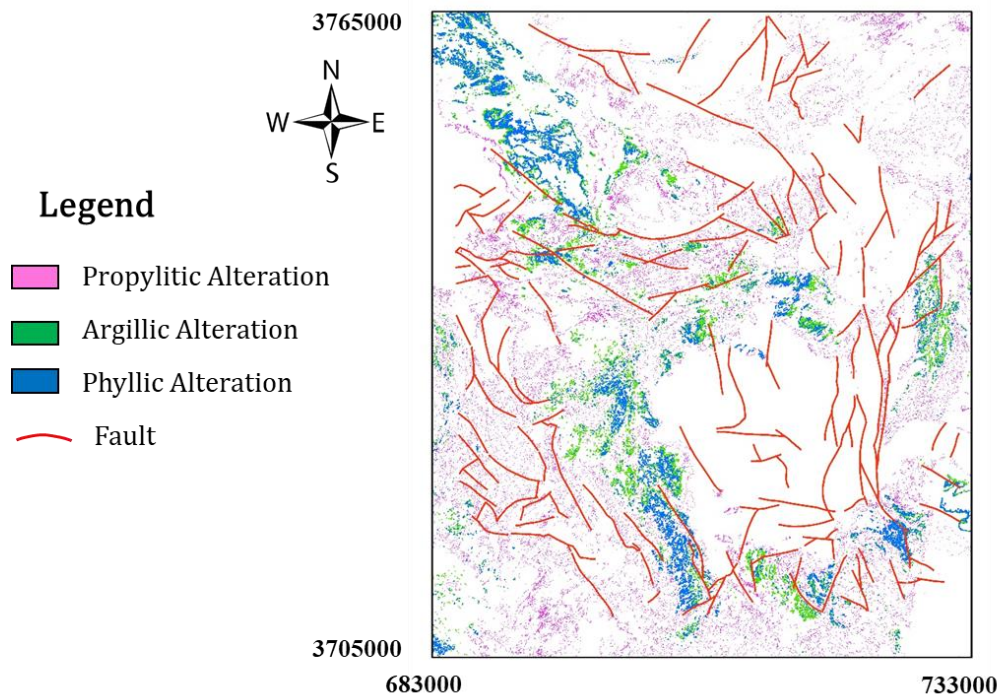 3765000
N
W E
S
Legend
Propylitic Alteration
Argillic Alteration
Phyllic Alteration
Fault
3705000
683000 733000